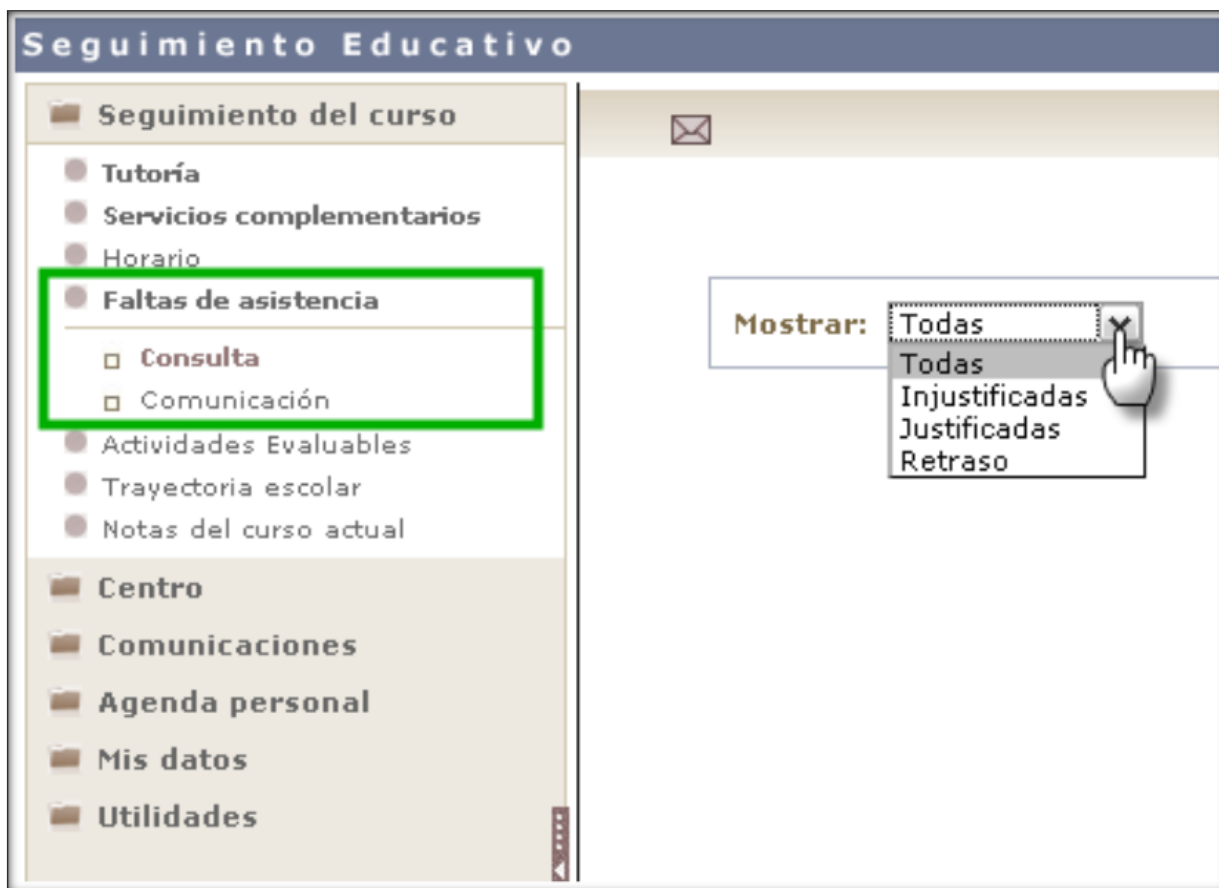 Seguimiento Educativo
Seguimiento del curso
Tutoría
Servicios complementarios
Horario
Faltas de asistencia
Consulta
Comunicación
Actividades Evaluables
Trayectoria escolar
Notas del curso actual
Centro
Comunicaciones
Agenda personal
Mis datos
Utilidades
Mostrar: Todas
Todas
Injustificadas
Justificadas
Retraso